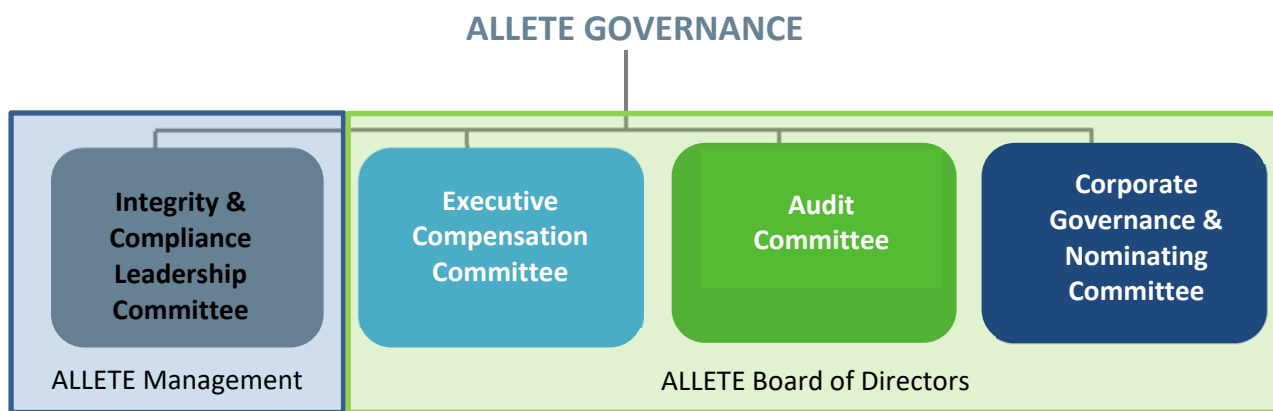 ALLETE GOVERNANCE
Integrity &
Compliance
Leadership
Committee
Executive
Compensation
Committee
Audit
Committee
Corporate
Governance &
Nominating
Committee
ALLETE Management
ALLETE Board of Directors